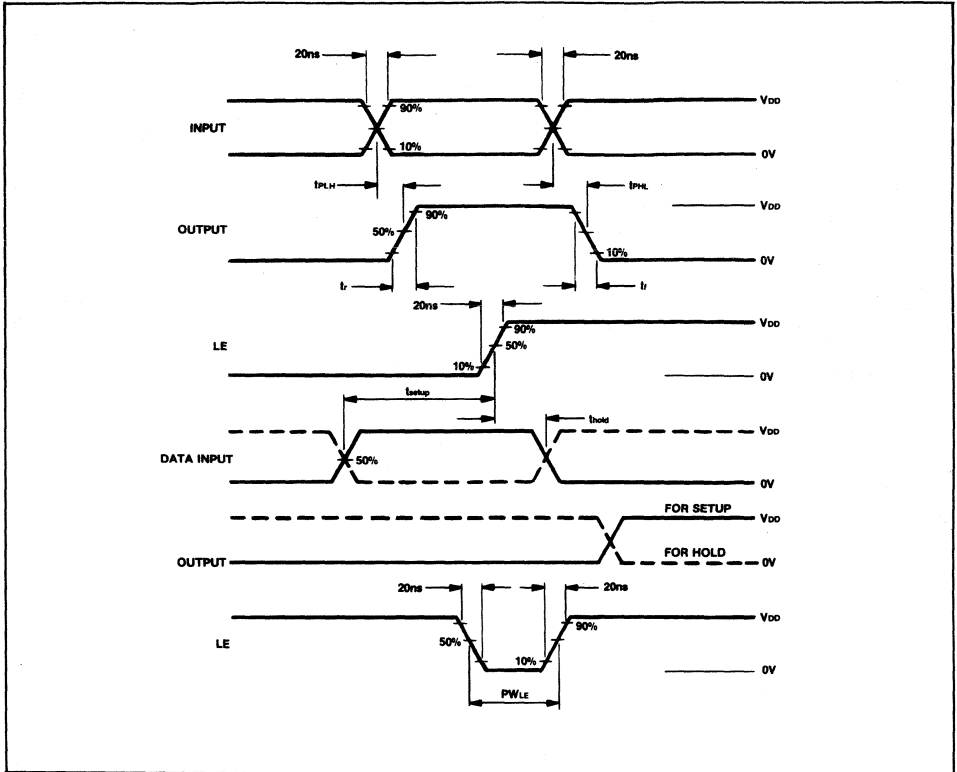 20ns 20ns
90% VDD
INPUT
10% 0V
tPLH tPHL
VDD
90%
OUTPUT 50%
10%
0V
tr tf
20ns
VDD
90%
LE 50%
10%
0V
tsetup
thold
VDD
DATA INPUT 50%
0V
FOR SETUP
VDD
FOR HOLD
OUTPUT 0V
20ns 20ns
VDD
90%
LE 50%
10%
0V
PWLE